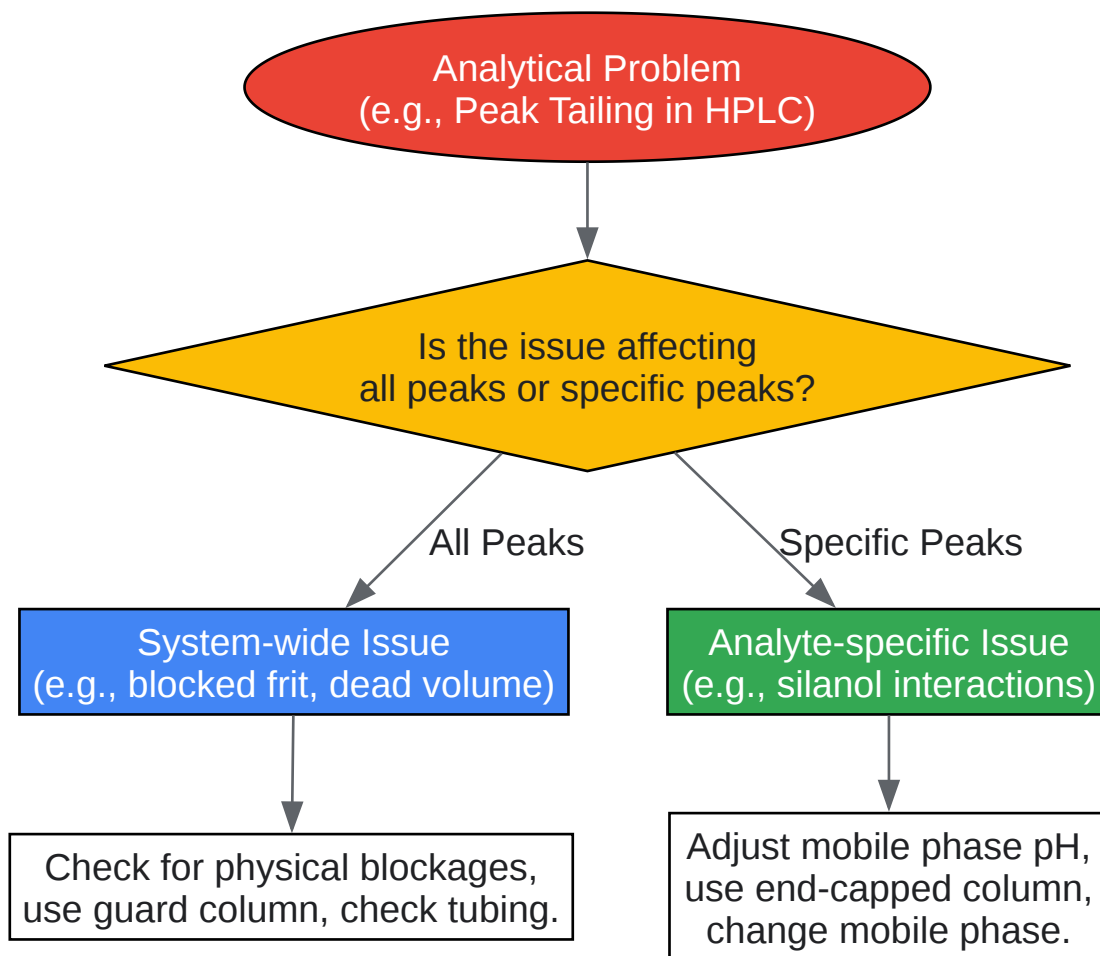 Analytical Problem
(e.g., Peak Tailing in HPLC)
Is the issue affecting
all peaks or specific peaks?
All Peaks
Specific Peaks
System-wide Issue
(e.g., blocked frit, dead volume)
Analyte-specific Issue
(e.g., silanol interactions)
Check for physical blockages,
use guard column, check tubing.
Adjust mobile phase pH,
use end-capped column,
change mobile phase.